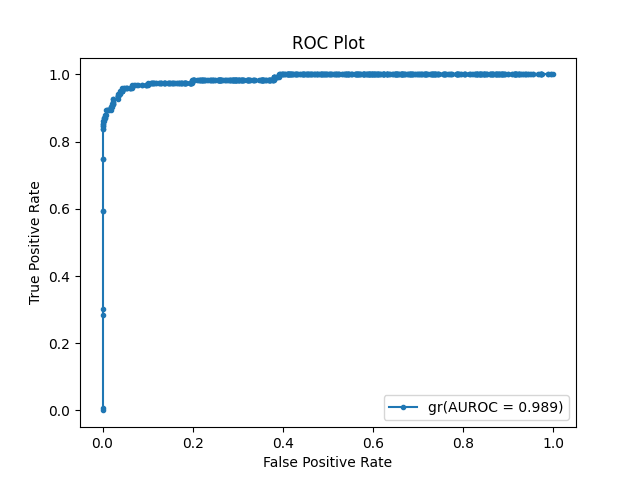 ROC Plot
True Positive Rate
1.0
0.8
0.6
0.4
0.2
0.0
0.0 0.2 0.4 0.6 0.8 1.0
False Positive Rate
gr(AUROC = 0.989)